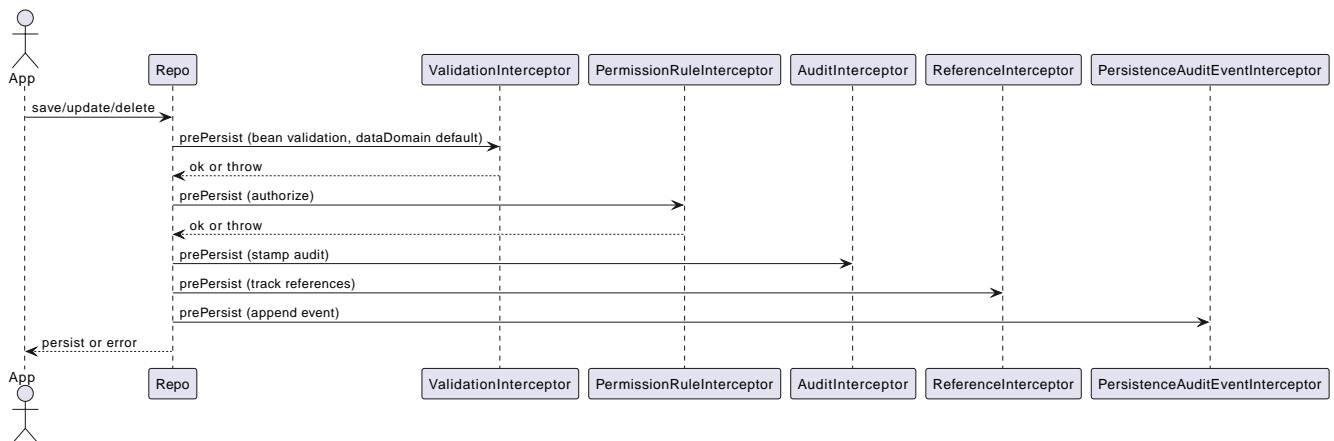 App
Repo
ValidationInterceptor
PermissionRuleInterceptor
AuditInterceptor
ReferenceInterceptor
PersistenceAuditEventInterceptor
save/update/delete
prePersist (bean validation, dataDomain default)
ok or throw
prePersist (authorize)
ok or throw
prePersist (stamp audit)
prePersist (track references)
prePersist (append event)
persist or error
App
Repo
ValidationInterceptor
PermissionRuleInterceptor
AuditInterceptor
ReferenceInterceptor
PersistenceAuditEventInterceptor